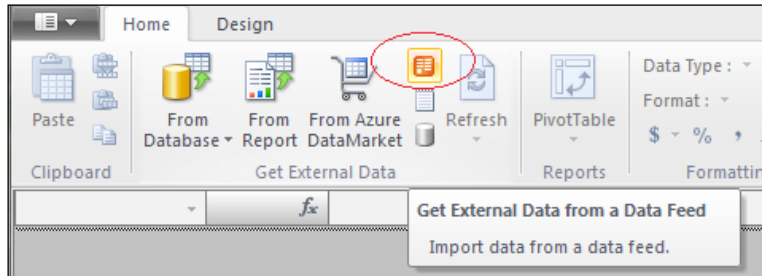 Home Design
Data Type :
Format :
$ % ,
Paste
From
Database
From
Report
From Azure
DataMarket
Refresh
PivotTable
Clipboard
Get External Data
Reports
Formattin
fx
Get External Data from a Data Feed
Import data from a data feed.